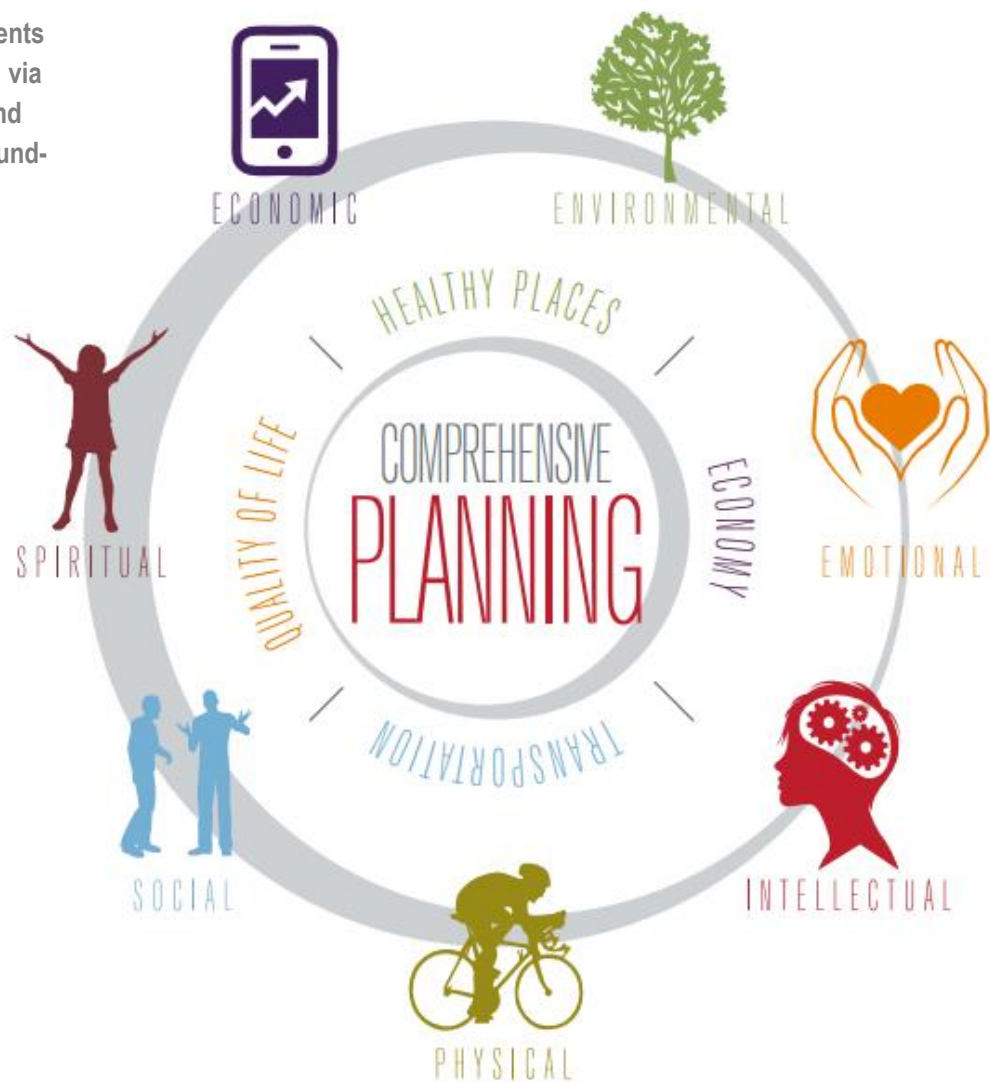 ents
via
nd
und-
ECONOMIC
ENVIRONMENTAL
HEALTHY PLACES
QUALITY OF LIFE
COMPREHENSIVE
PLANNING
ECONOMY
SPIRITUAL
EMOTIONAL
TRANSPORTATION
SOCIAL
INTELLECTUAL
PHYSICAL